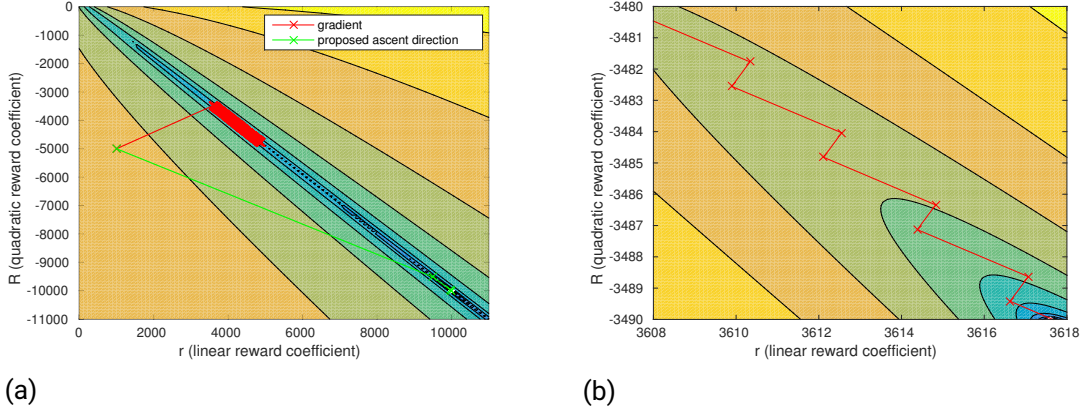 0
-1000
-2000
-3000
-4000
-5000
-6000
-7000
-8000
-9000
-10000
-11000
R (quadratic reward coefficient)
0 2000 4000 6000 8000 10000
r (linear reward coefficient)
gradient
proposed ascent direction
(a)
-3480
-3481
-3482
-3483
-3484
-3485
-3486
-3487
-3488
-3489
-3490
R (quadratic reward coefficient)
3608 3610 3612 3614 3616 3618
r (linear reward coefficient)
(b)